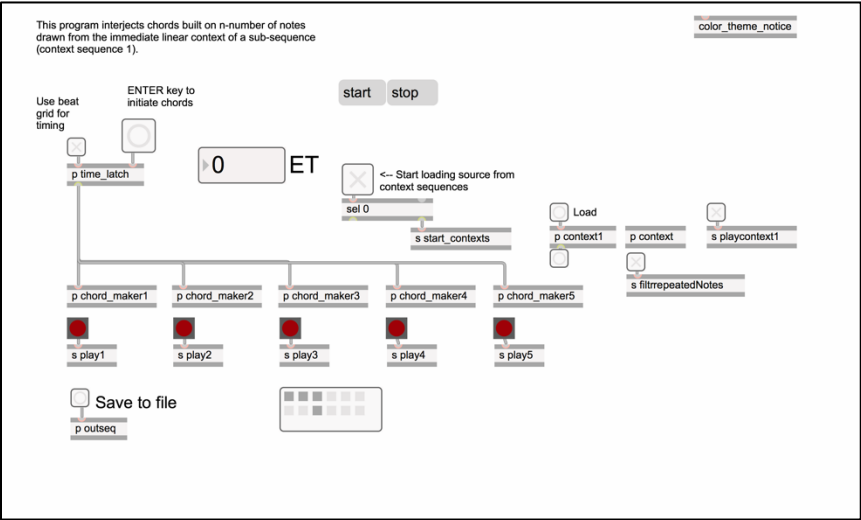 This program interjects chords built on n-number of notes
drawn from the immediate linear context of a sub-sequence
(context sequence 1).
color_theme_notice
Use beat
grid for
timing
ENTER key to
initiate chords
start
stop
p time_latch
0
ET
<-- Start loading source from
context sequences
sel 0
s start_contexts
Load
p context1
p context
s playcontext1
s filtrrepeatedNotes
p chord_maker1
p chord_maker2
p chord_maker3
p chord_maker4
p chord_maker5
s play1
s play2
s play3
s play4
s play5
Save to file
p outseq